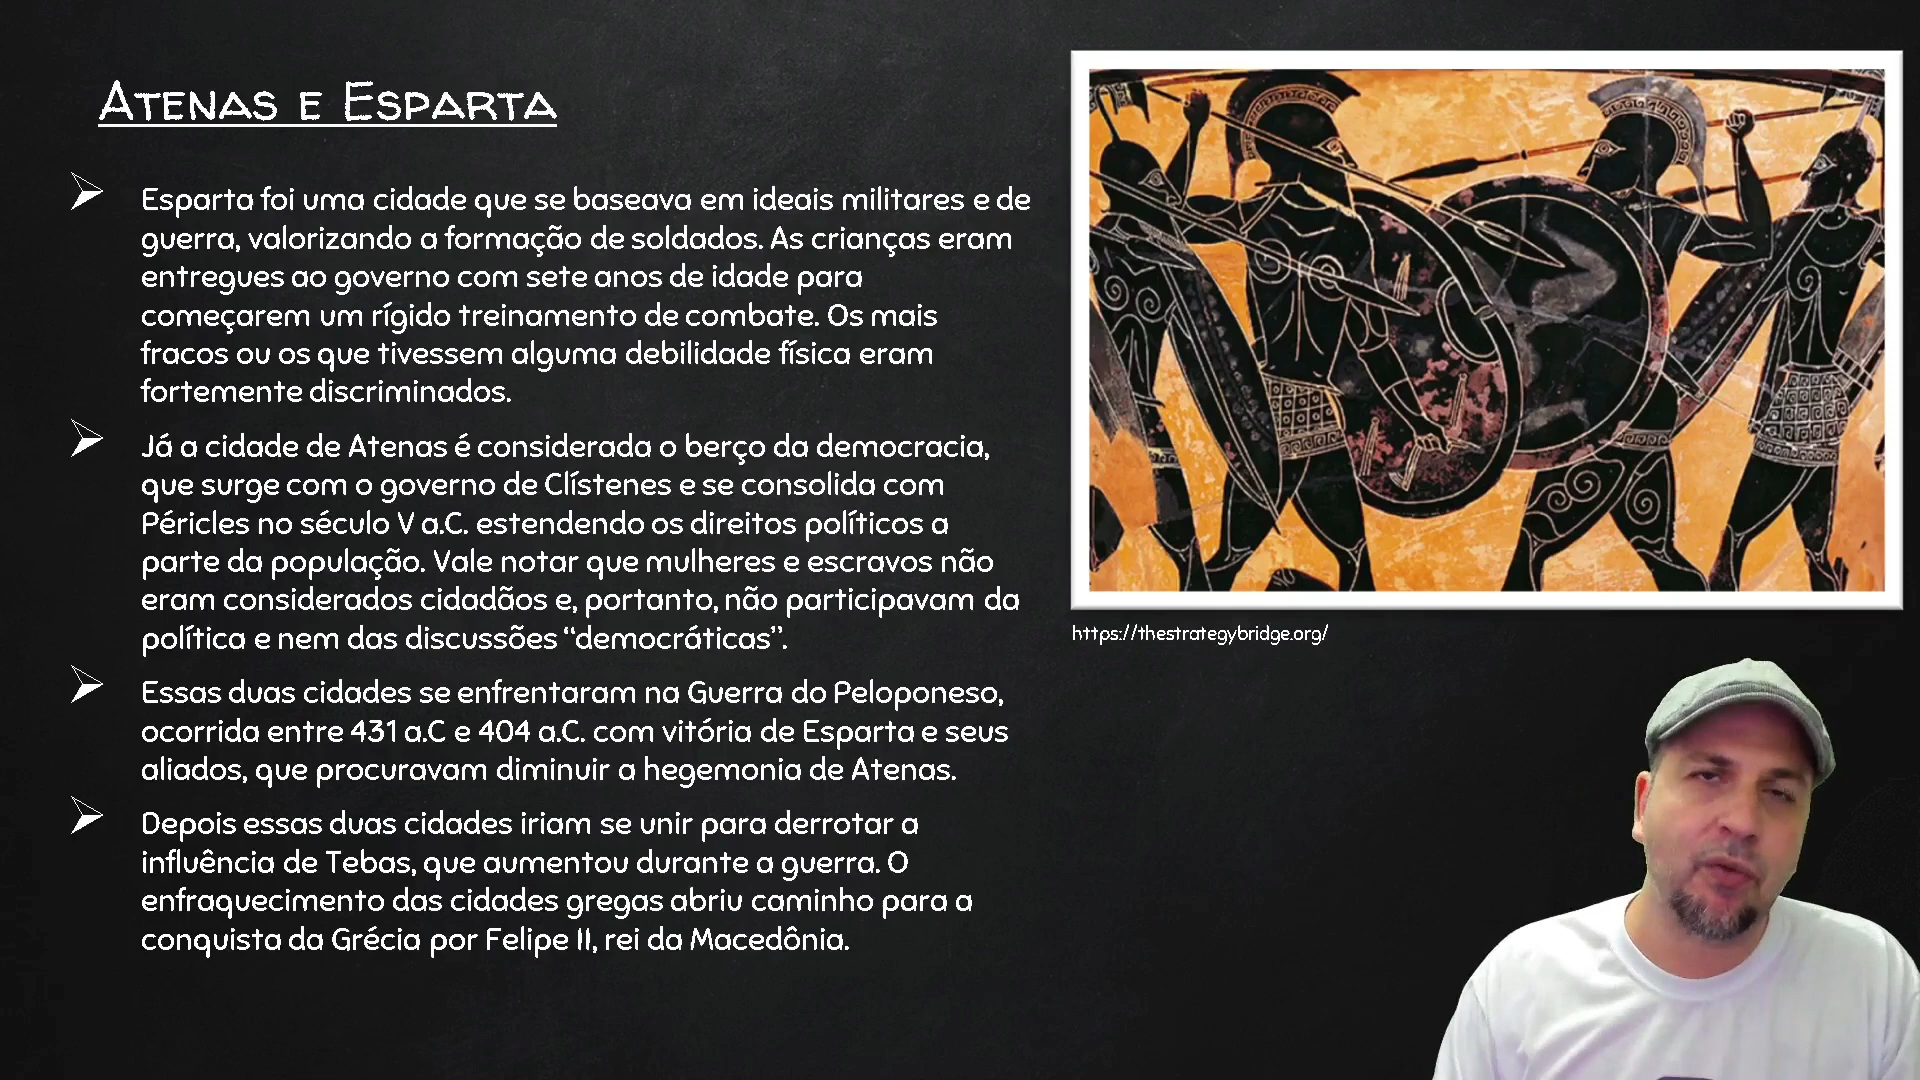 Atenas e Esparta
Esparta foi uma cidade que se baseava em ideais militares e de
guerra, valorizando a formação de soldados. As crianças eram
entregues ao governo com sete anos de idade para
começarem um rígido treinamento de combate. Os mais
fracos ou os que tivessem alguma debilidade física eram
fortemente discriminados.
Já a cidade de Atenas é considerada o berço da democracia,
que surge com o governo de Clístenes e se consolida com
Péricles no século V a.C. estendendo os direitos políticos a
parte da população. Vale notar que mulheres e escravos não
eram considerados cidadãos e, portanto, não participavam da
política e nem das discussões “democráticas”.
Essas duas cidades se enfrentaram na Guerra do Peloponeso,
ocorrida entre 431 a.C e 404 a.C. com vitória de Esparta e seus
aliados, que procuravam diminuir a hegemonia de Atenas.
Depois essas duas cidades iriam se unir para derrotar a
influência de Tebas, que aumentou durante a guerra. O
enfraquecimento das cidades gregas abriu caminho para a
conquista da Grécia por Felipe II, rei da Macedônia.
https://thestrategybridge.org/